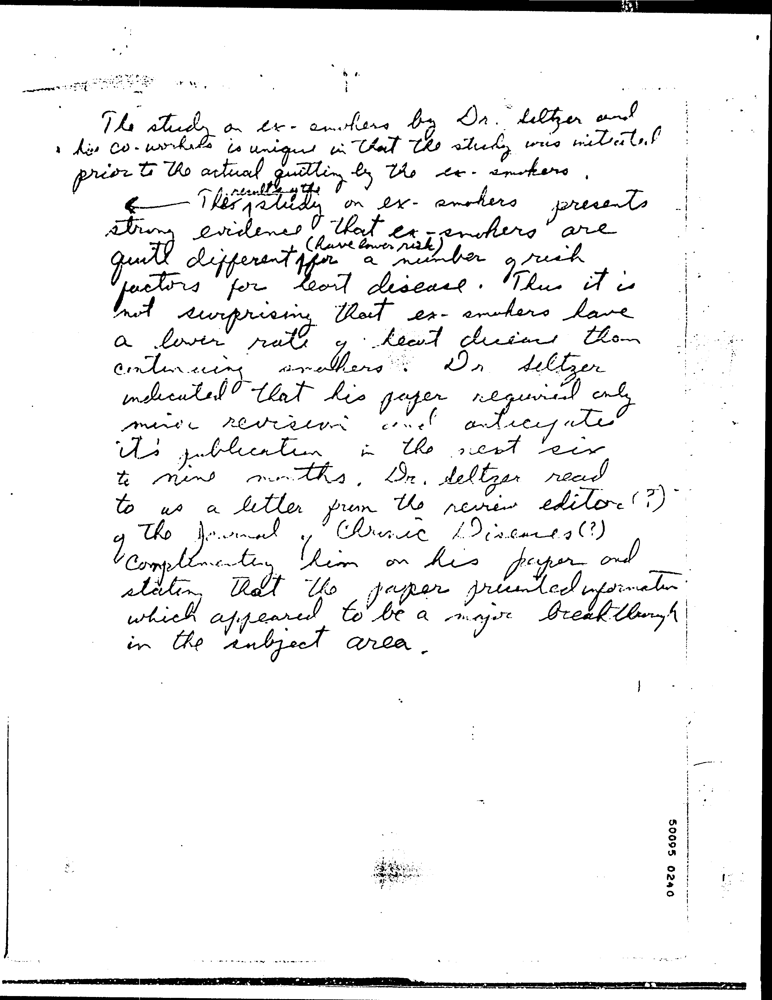 The study on ex-smokers by Dr. Seltzer and
his co-workers is unique in that the study was initiated
prior to the actual quitting by the ex-smokers.
results of the
The study on ex-smokers presents
strong evidence that ex-smokers are
(have lower risk)
quite different for a number of risk
factors for heart disease. Thus it is
not surprising that ex-smokers have
a lower rate of heart disease than
continuing smokers. Dr. Seltzer
indicated that his paper required only
minor revision and anticipates
it's publication in the next six
to nine months. Dr. Seltzer read
to us a letter from the review editor(?)
of the Journal of Chronic Diseases(?)
complimenting him on his paper and
stating that the paper presented information
which appeared to be a major breakthrough
in the subject area.
50095 0240